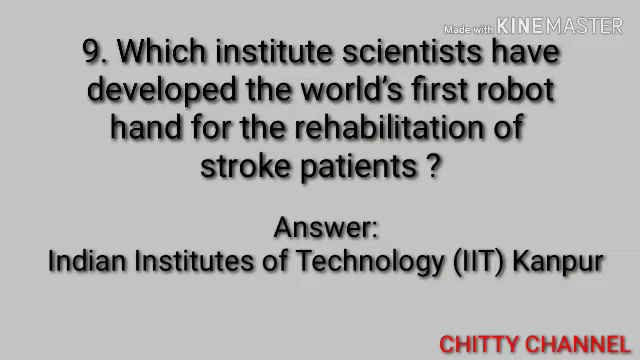 Made with KINEMASTER
9. Which institute scientists have
developed the world's first robot
hand for the rehabilitation of
stroke patients ?
Answer:
Indian Institutes of Technology (IIT) Kanpur
CHITTY CHANNEL